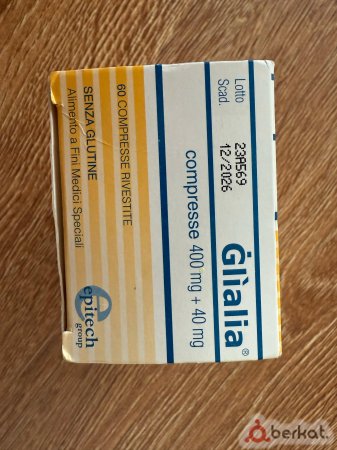 Lotto 23A569
Scad. 12/2026
Glìalia®
compresse 400 mg + 40 mg
60 COMPRESSE RIVESTITE
SENZA GLUTINE
Alimento a Fini Medici Speciali
epitech
group
berkat.